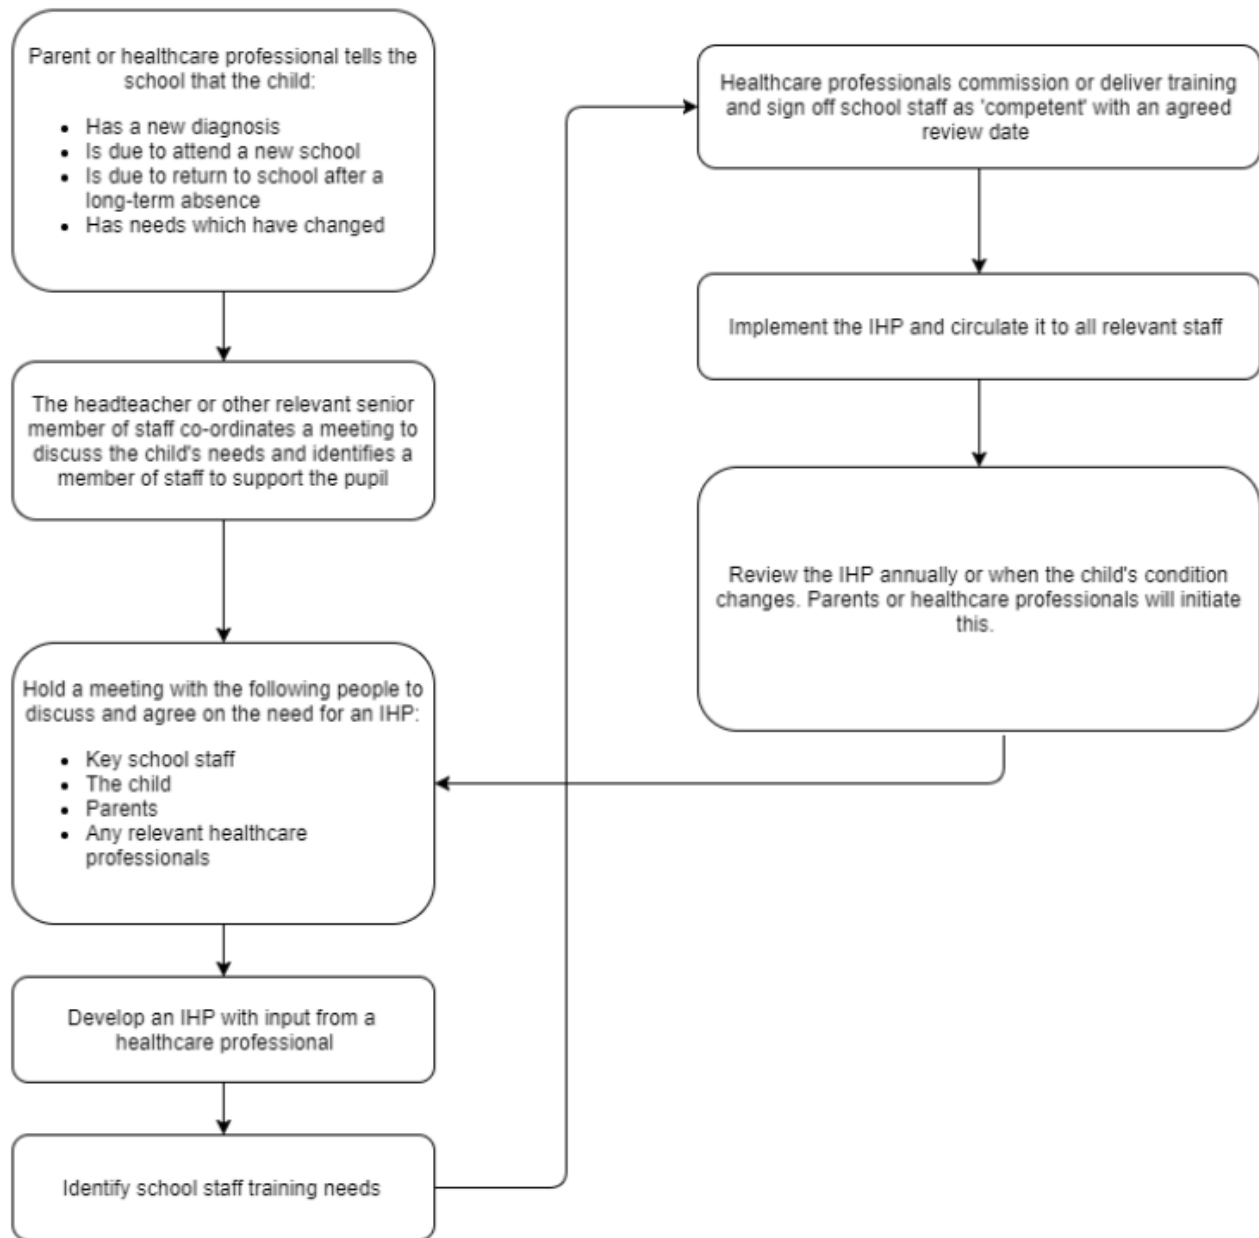 Parent or healthcare professional tells the
school that the child:
• Has a new diagnosis
• Is due to attend a new school
• Is due to return to school after a
long-term absence
• Has needs which have changed
The headteacher or other relevant senior
member of staff co-ordinates a meeting to
discuss the child's needs and identifies a
member of staff to support the pupil
Hold a meeting with the following people to
discuss and agree on the need for an IHP:
• Key school staff
• The child
• Parents
• Any relevant healthcare
professionals
Develop an IHP with input from a
healthcare professional
Identify school staff training needs
Healthcare professionals commission or deliver training
and sign off school staff as 'competent' with an agreed
review date
Implement the IHP and circulate it to all relevant staff
Review the IHP annually or when the child's condition
changes. Parents or healthcare professionals will initiate
this.